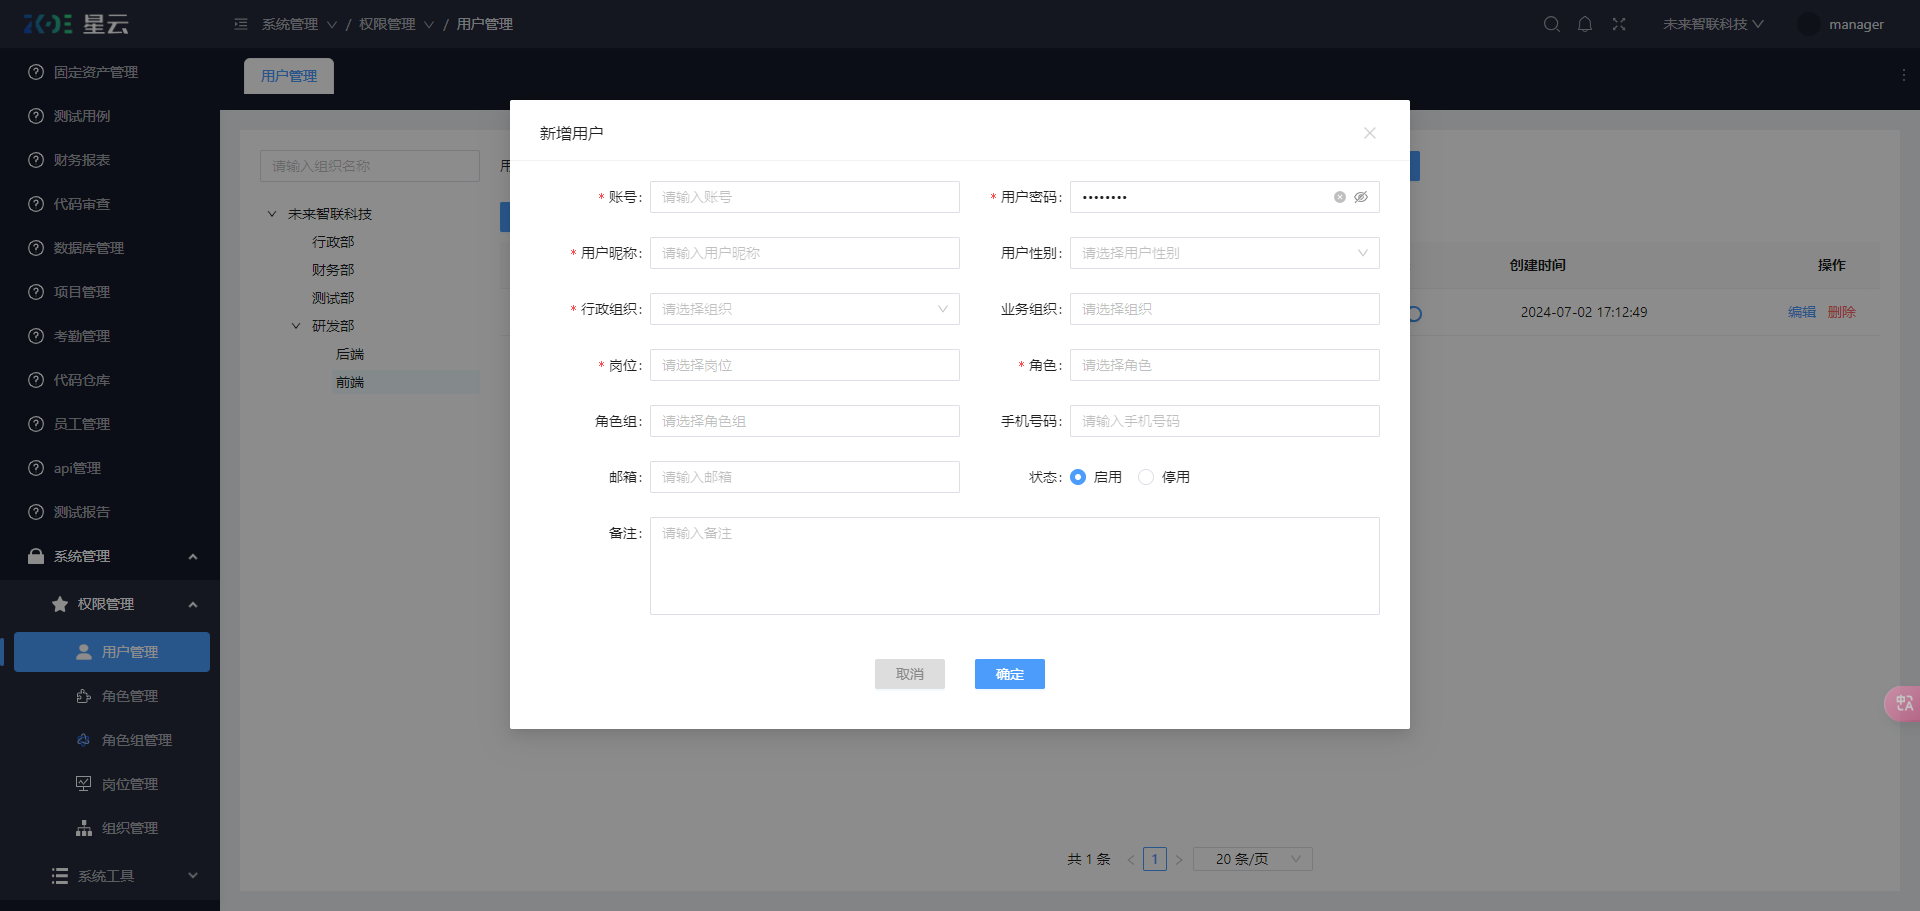 星云
系统管理 / 权限管理 / 用户管理
未来智联科技
manager
固定资产管理
测试用例
财务报表
代码审查
数据库管理
项目管理
考勤管理
代码仓库
员工管理
api管理
测试报告
系统管理
权限管理
用户管理
角色管理
角色组管理
岗位管理
组织管理
系统工具
用户管理
请输入组织名称
未来智联科技
行政部
财务部
测试部
研发部
后端
前端
用
创建时间 操作
2024-07-02 17:12:49 编辑 删除
共 1 条 1 20 条/页
新增用户
* 账号: 请输入账号 * 用户密码: ••••••••
* 用户昵称: 请输入用户昵称 用户性别: 请选择用户性别
* 行政组织: 请选择组织 业务组织: 请选择组织
* 岗位: 请选择岗位 * 角色: 请选择角色
角色组: 请选择角色组 手机号码: 请输入手机号码
邮箱: 请输入邮箱 状态: 启用 停用
备注: 请输入备注
取消 确定